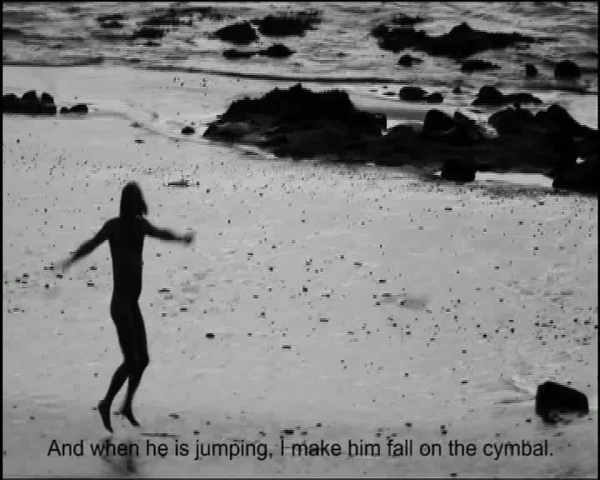 And when he is jumping, I make him fall on the cymbal.